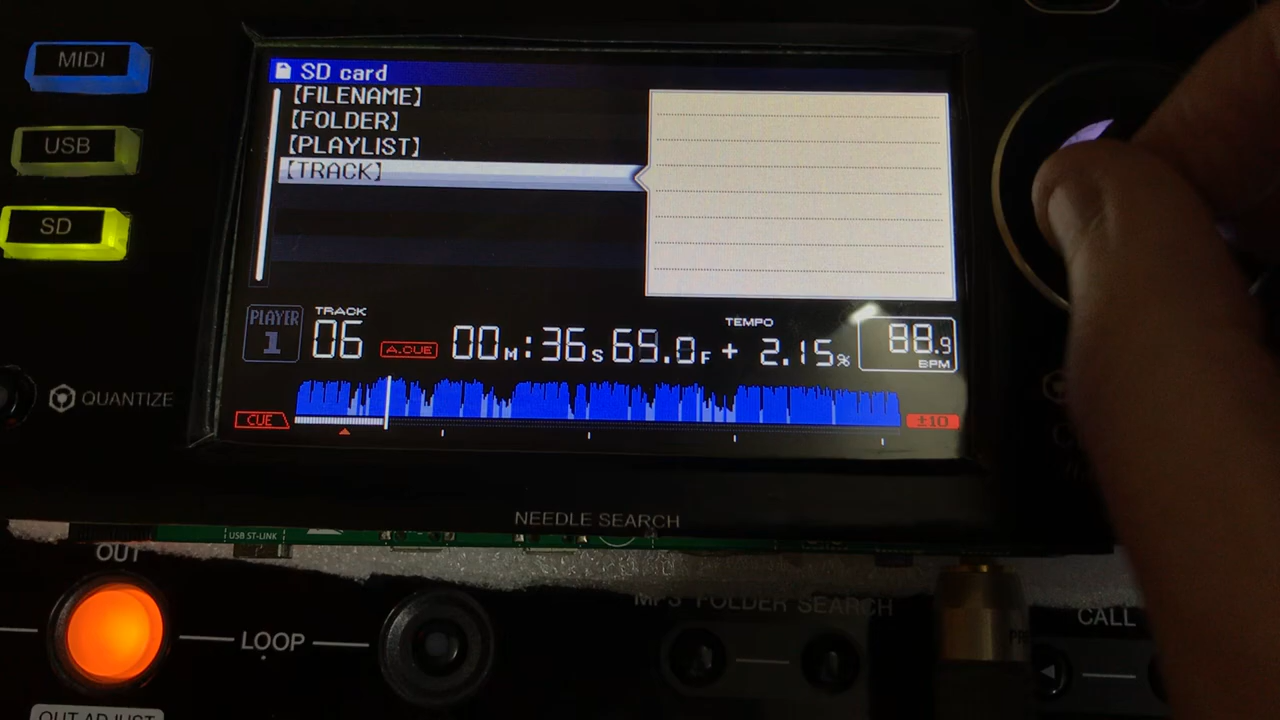 MIDI
USB
SD
SD card
[FILENAME]
[FOLDER]
[PLAYLIST]
[TRACK]
PLAYER
1
TRACK
06
A.CUE
00M:36S69.0F
TEMPO
+ 2.15%
88.9
BPM
QUANTIZE
CUE
±10
NEEDLE SEARCH
USB ST-LINK
OUT
LOOP
MP3 FOLDER SEARCH
CALL
OUT ADJUST